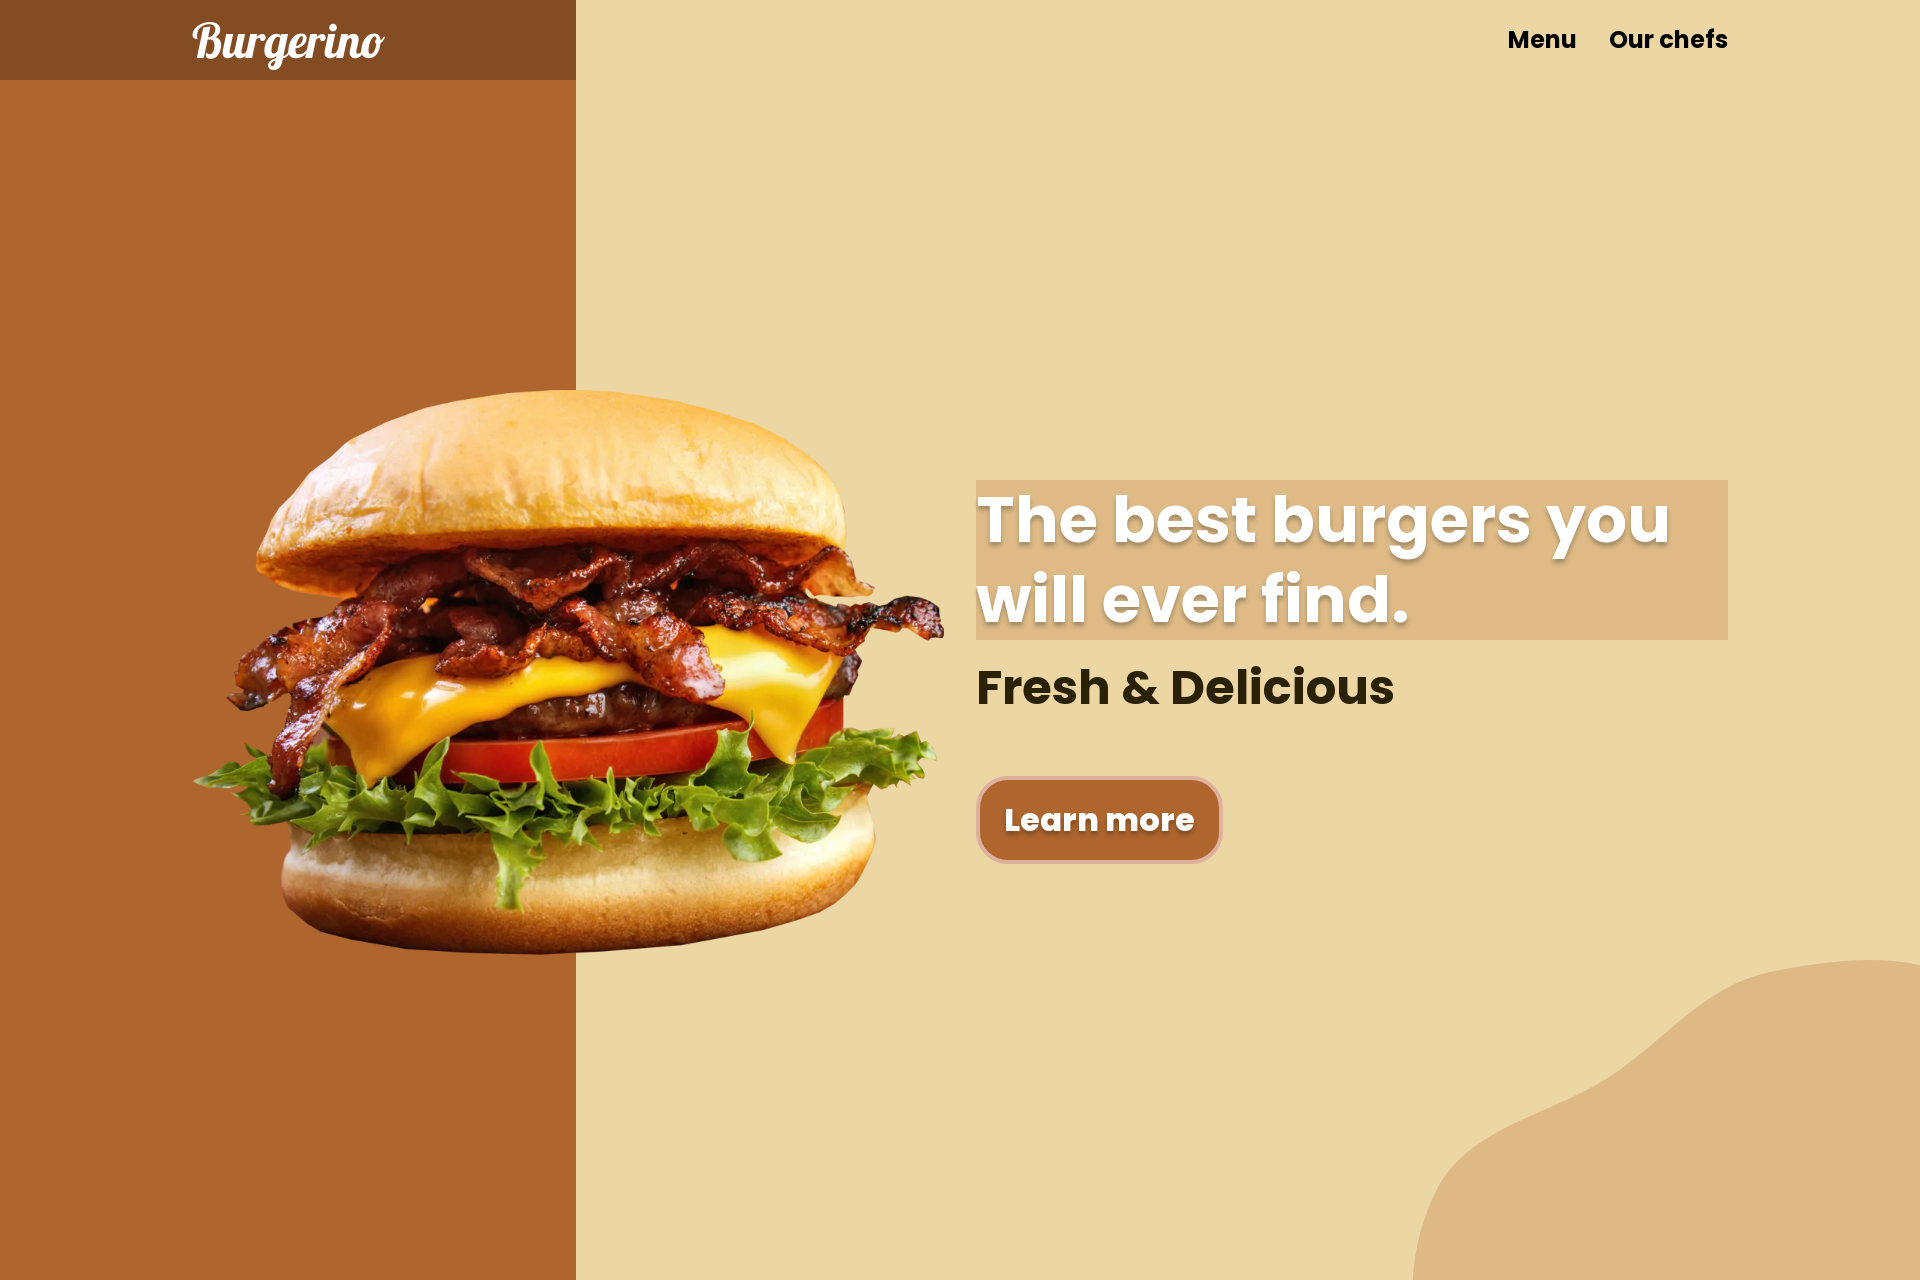 Burgerino
Menu
Our chefs
The best burgers you
will ever find.
Fresh & Delicious
Learn more